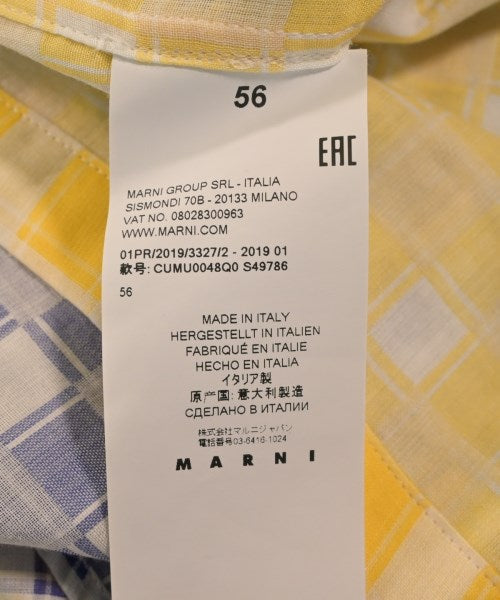 56
EAC
MARNI GROUP SRL - ITALIA
SISMONDI 70B - 20133 MILANO
VAT NO. 08028300963
WWW.MARNI.COM
01PR/2019/3327/2 - 2019 01
款号: CUMU0048Q0 S49786
56
MADE IN ITALY
HERGESTELLT IN ITALIEN
FABRIQUÉ EN ITALIE
HECHO EN ITALIA
イタリア製
原产国: 意大利製造
СДЕЛАНО В ИТАЛИИ
株式会社マルニジャパン
電話番号03-6416-1024
MARNI